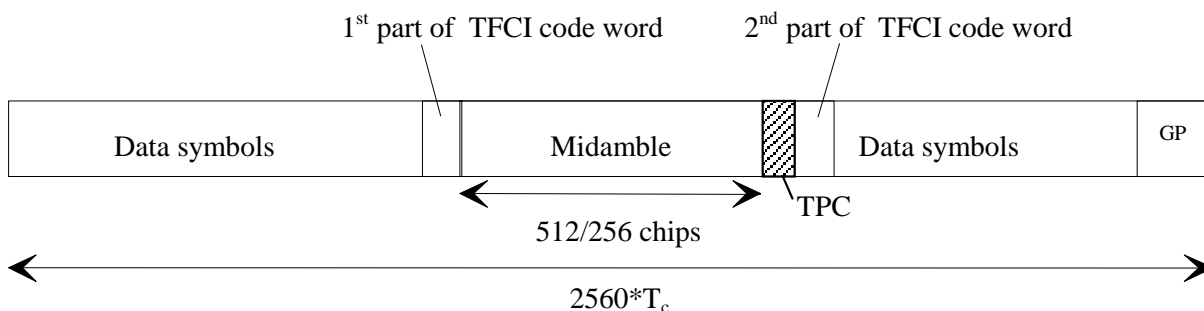 1st part of TFCI code word
2nd part of TFCI code word
Data symbols
Midamble
Data symbols
GP
TPC
512/256 chips
2560*Tc